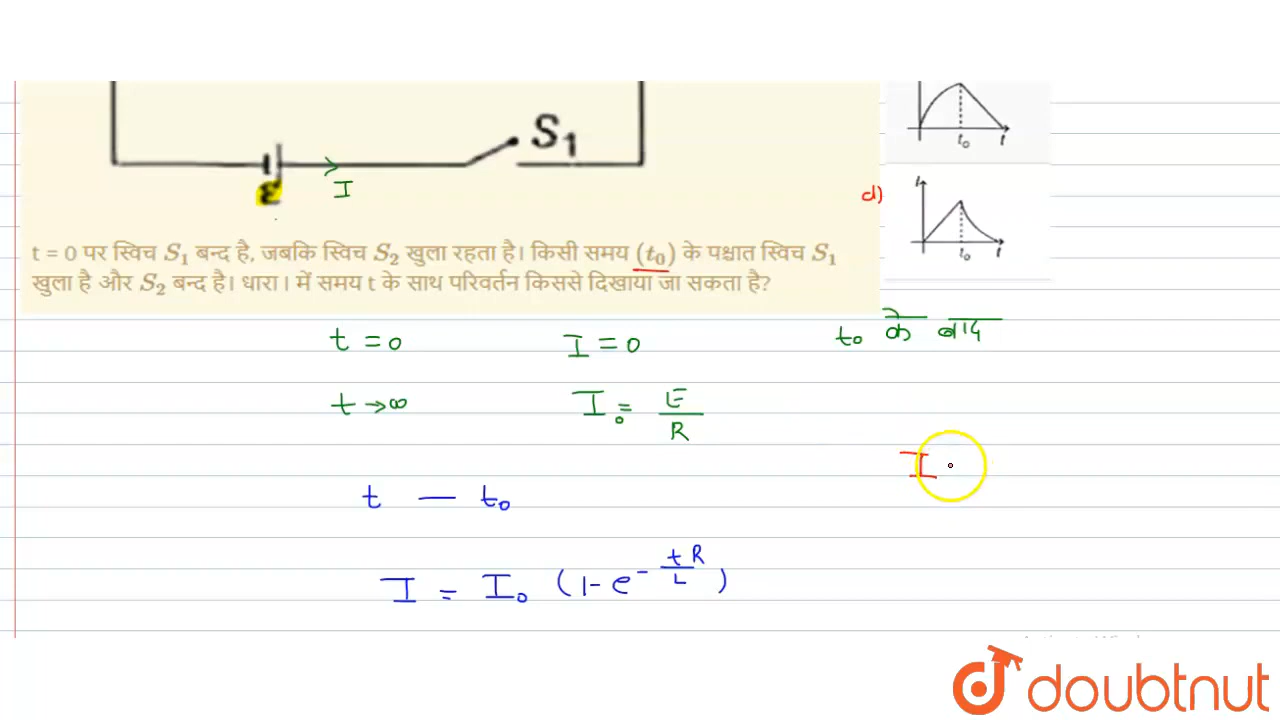 S₁
ε
I
t₀ t
d)
I
t₀ t
t = 0 पर स्विच S₁ बन्द है, जबकि स्विच S₂ खुला रहता है। किसी समय (t₀) के पश्चात स्विच S₁
खुला है और S₂ बन्द है। धारा I में समय t के साथ परिवर्तन किससे दिखाया जा सकता है?
t = 0 I = 0 t₀ के बाद
t → ∞ I₀ = E/R
I
t — t₀
I = I₀ (1 - e^{-tR/L})
doubtnut